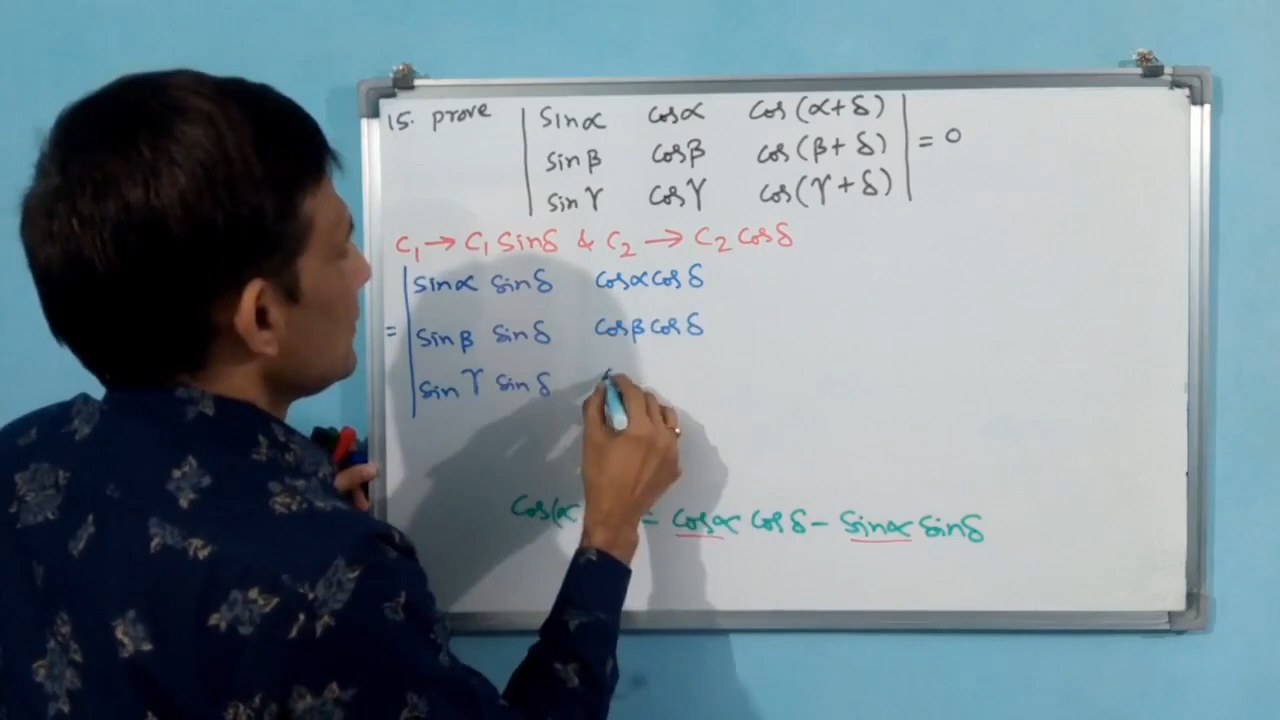 15. prove | sinα cosα cos(α+δ) |
| sinβ cosβ cos(β+δ) | = 0
| sinγ cosγ cos(γ+δ) |
C₁ → C₁ sinδ & C₂ → C₂ cosδ
| sinα sinδ cosα cosδ
= | sinβ sinδ cosβ cosδ
| sinγ sinδ
cos(α = cosα cosδ − sinα sinδ